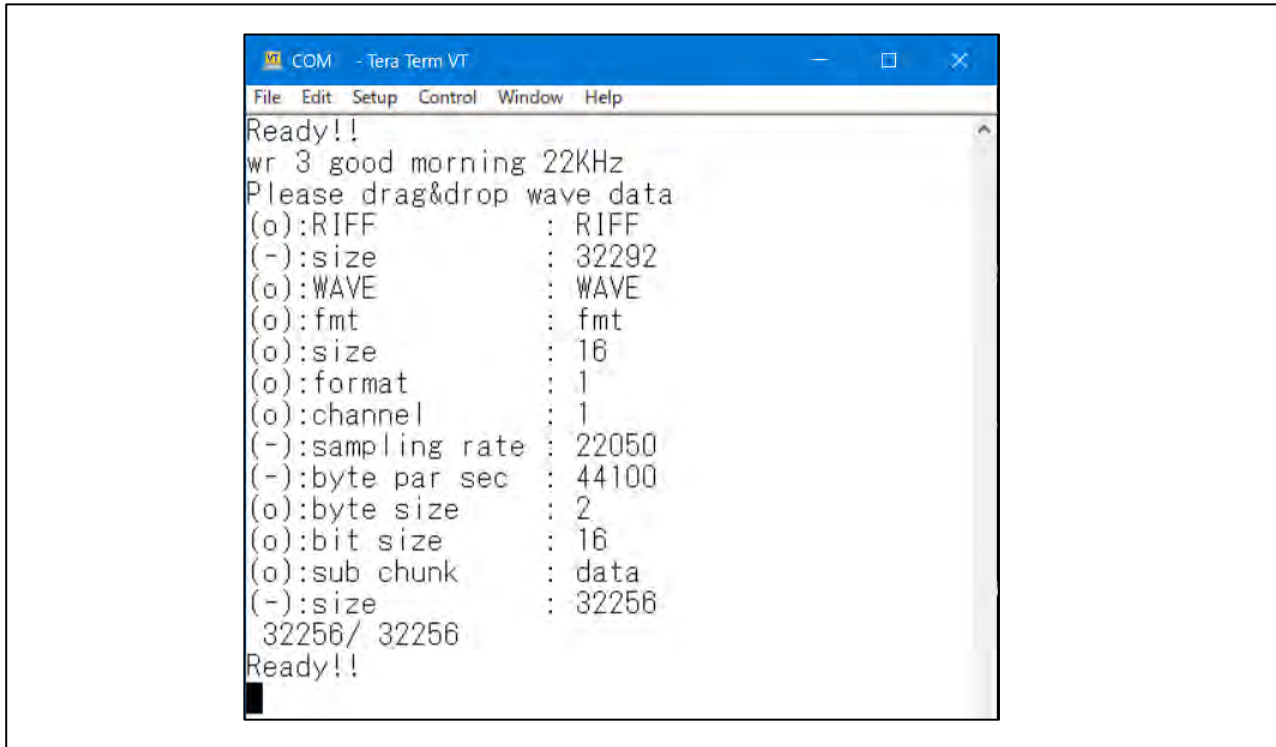 COM - Tera Term VT
File Edit Setup Control Window Help
Ready!!
wr 3 good morning 22KHz
Please drag&drop wave data
(o):RIFF : RIFF
(-):size : 32292
(o):WAVE : WAVE
(o):fmt : fmt
(o):size : 16
(o):format : 1
(o):channel : 1
(-):sampling rate : 22050
(-):byte par sec : 44100
(o):byte size : 2
(o):bit size : 16
(o):sub chunk : data
(-):size : 32256
32256/ 32256
Ready!!